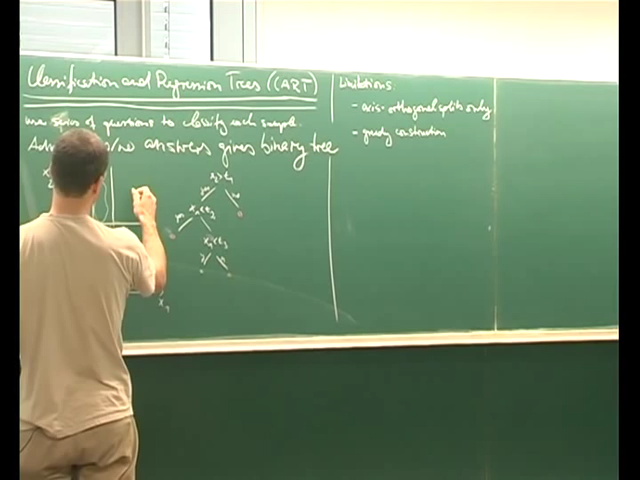 Classification and Regression Trees (CART)
use series of questions to classify each sample.
answers gives binary tree
Limitations:
- axis-orthogonal splits only
- greedy construction
yes
no
x₁